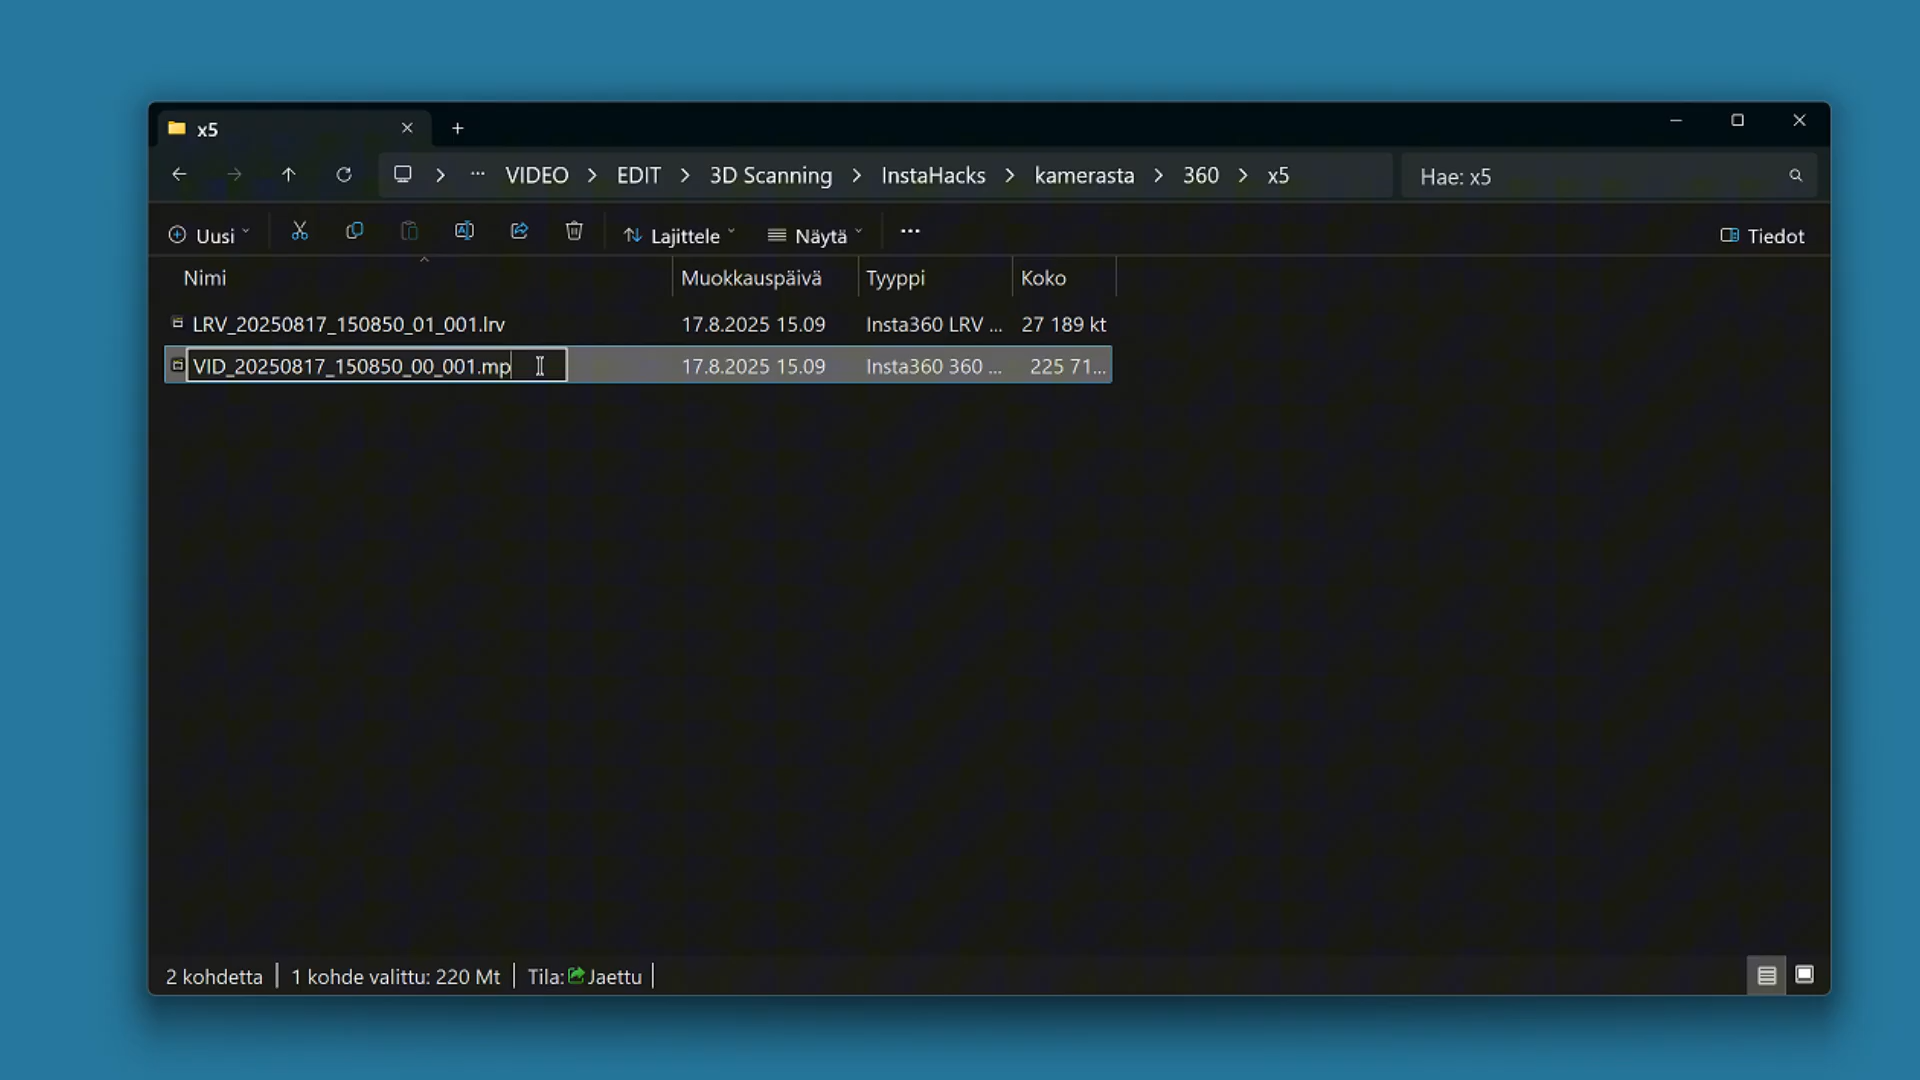 x5
VIDEO EDIT 3D Scanning InstaHacks kamerasta 360 x5 Hae: x5
Uusi Lajittele Näytä ... Tiedot
Nimi Muokkauspäivä Tyyppi Koko
LRV_20250817_150850_01_001.lrv 17.8.2025 15.09 Insta360 LRV ... 27 189 kt
VID_20250817_150850_00_001.mp 17.8.2025 15.09 Insta360 360 ... 225 71...
2 kohdetta 1 kohde valittu: 220 Mt Tila: Jaettu